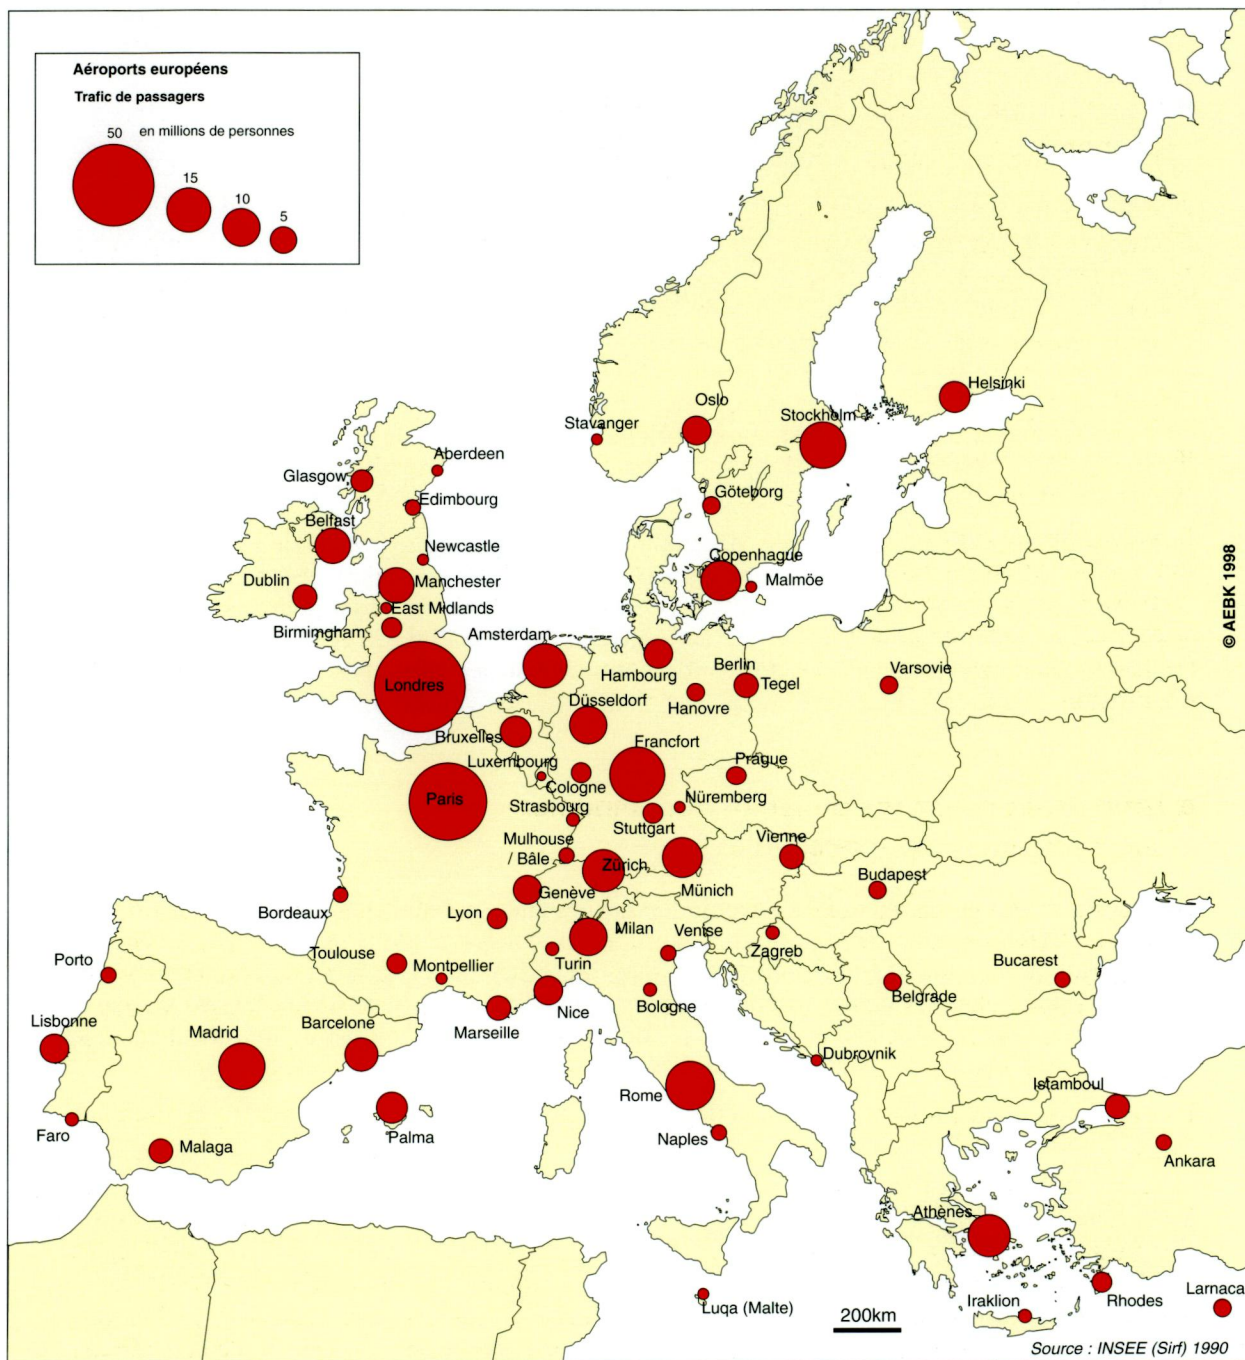 Aéroports européens
Trafic de passagers
50 en millions de personnes
15
10
5
Helsinki
Oslo
Stockholm
Stavanger
Aberdeen
Glasgow
Göteborg
Edimbourg
Belfast
Newcastle
Copenhague
Malmöe
Dublin
Manchester
East Midlands
Birmimgham
Amsterdam
Hambourg
Berlin
Tegel
Varsovie
Londres
Hanovre
Düsseldorf
Bruxelles
Francfort
Luxembourg
Prague
Cologne
Paris
Strasbourg
Nüremberg
Stuttgart
Mulhouse
/ Bâle
Vienne
Zürich
Münich
Budapest
Genève
Bordeaux
Lyon
Milan
Venise
Zagreb
Toulouse
Turin
Porto
Montpellier
Bucarest
Belgrade
Bologne
Nice
Marseille
Lisbonne
Madrid
Barcelone
Dubrovnik
Istamboul
Rome
Palma
Faro
Malaga
Naples
Ankara
Athènes
Larnaca
Rhodes
Iraklion
Luqa (Malte)
200km
Source : INSEE (Sirf) 1990
© AEBK 1998